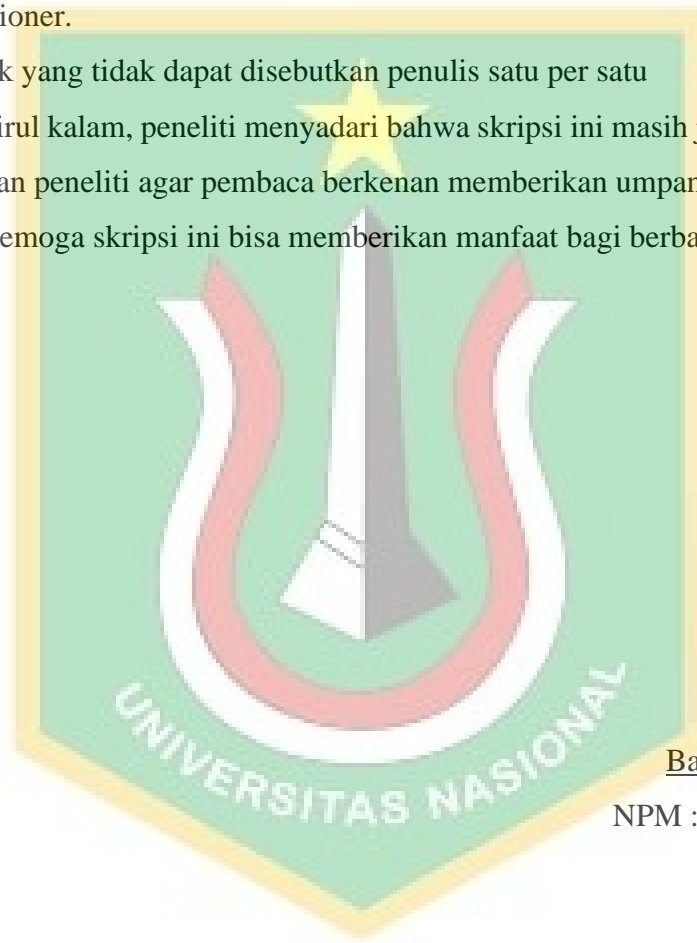 ioner.
k yang tidak dapat disebutkan penulis satu per satu
irul kalam, peneliti menyadari bahwa skripsi ini masih
an peneliti agar pembaca berkenan memberikan umpan
emoga skripsi ini bisa memberikan manfaat bagi berba
UNIVERSITAS NASIONAL
Ba
NPM :